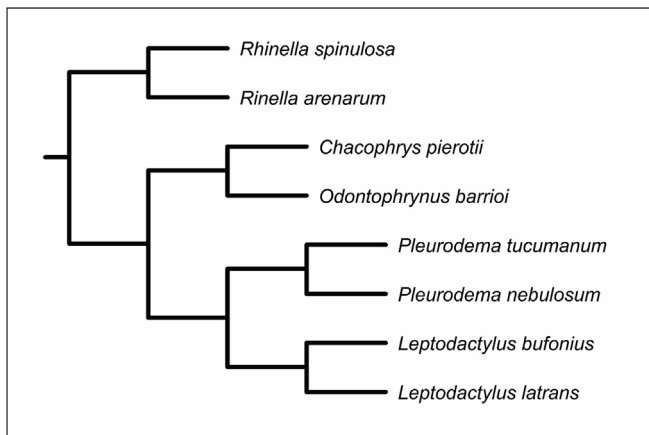 Rhinella spinulosa
Rinella arenarum
Chacophrys pierotii
Odontophrynus barrioi
Pleurodema tucumanum
Pleurodema nebulosum
Leptodactylus bufonius
Leptodactylus latrans